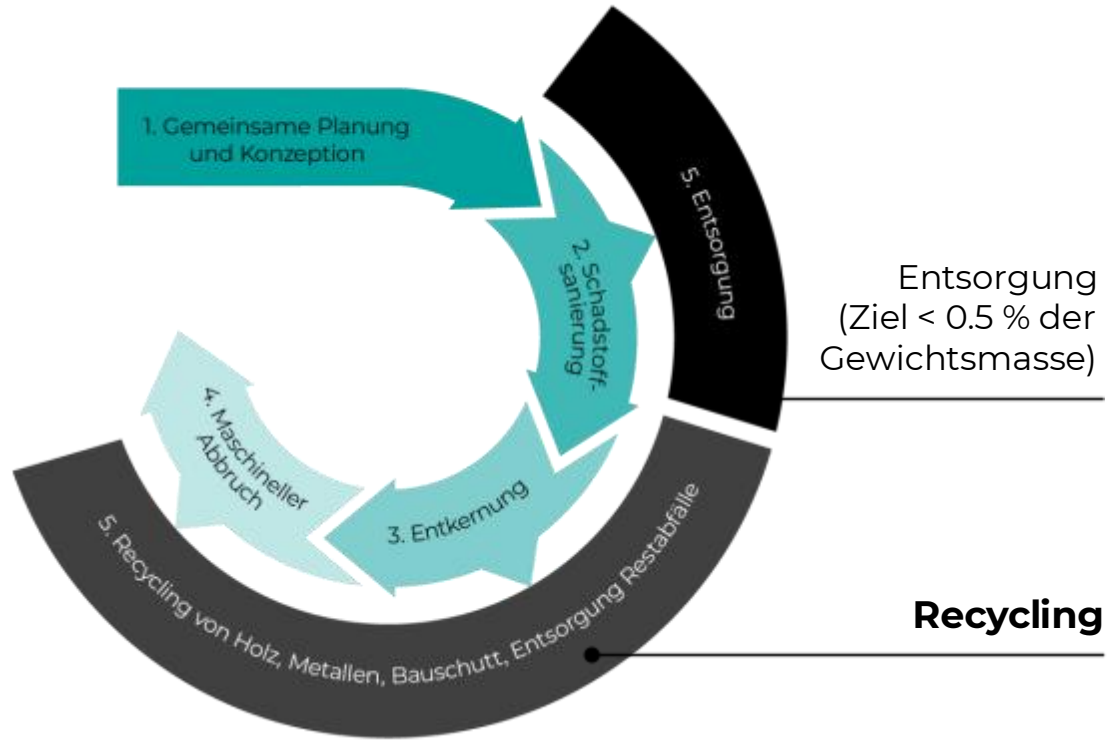 1. Gemeinsame Planung
und Konzeption
5. Entsorgung
2. Schadstoff-
sanierung
Entsorgung
(Ziel < 0.5 % der
Gewichtsmasse)
4. Maschineller
Abbruch
3. Entkernung
5. Recycling von Holz, Metallen, Bauschutt, Entsorgung Restabfälle
Recycling